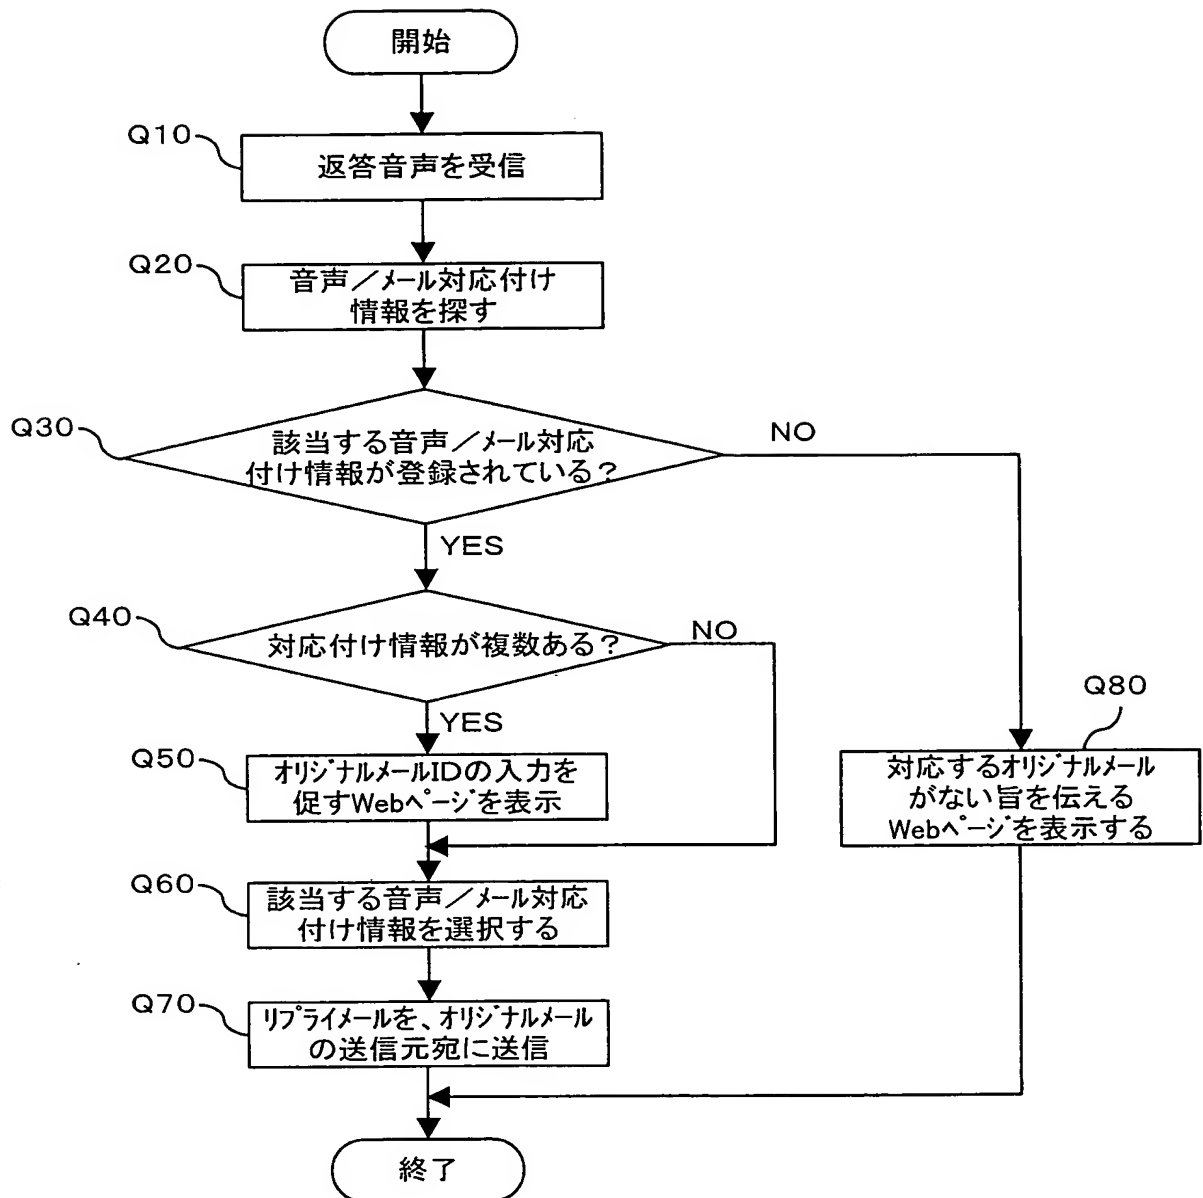 開始
Q10
返答音声を受信
Q20
音声／ﾒｰﾙ対応付け
情報を探す
Q30
該当する音声／ﾒｰﾙ対応
付け情報が登録されている？
NO
YES
Q40
対応付け情報が複数ある？
NO
YES
Q50
ｵﾘｼﾞﾅﾙﾒｰﾙIDの入力を
促すWebﾍﾟｰｼﾞを表示
Q80
対応するｵﾘｼﾞﾅﾙﾒｰﾙ
がない旨を伝える
Webﾍﾟｰｼﾞを表示する
Q60
該当する音声／ﾒｰﾙ対応
付け情報を選択する
Q70
ﾘﾌﾟﾗｲﾒｰﾙを、ｵﾘｼﾞﾅﾙﾒｰﾙ
の送信元宛に送信
終了